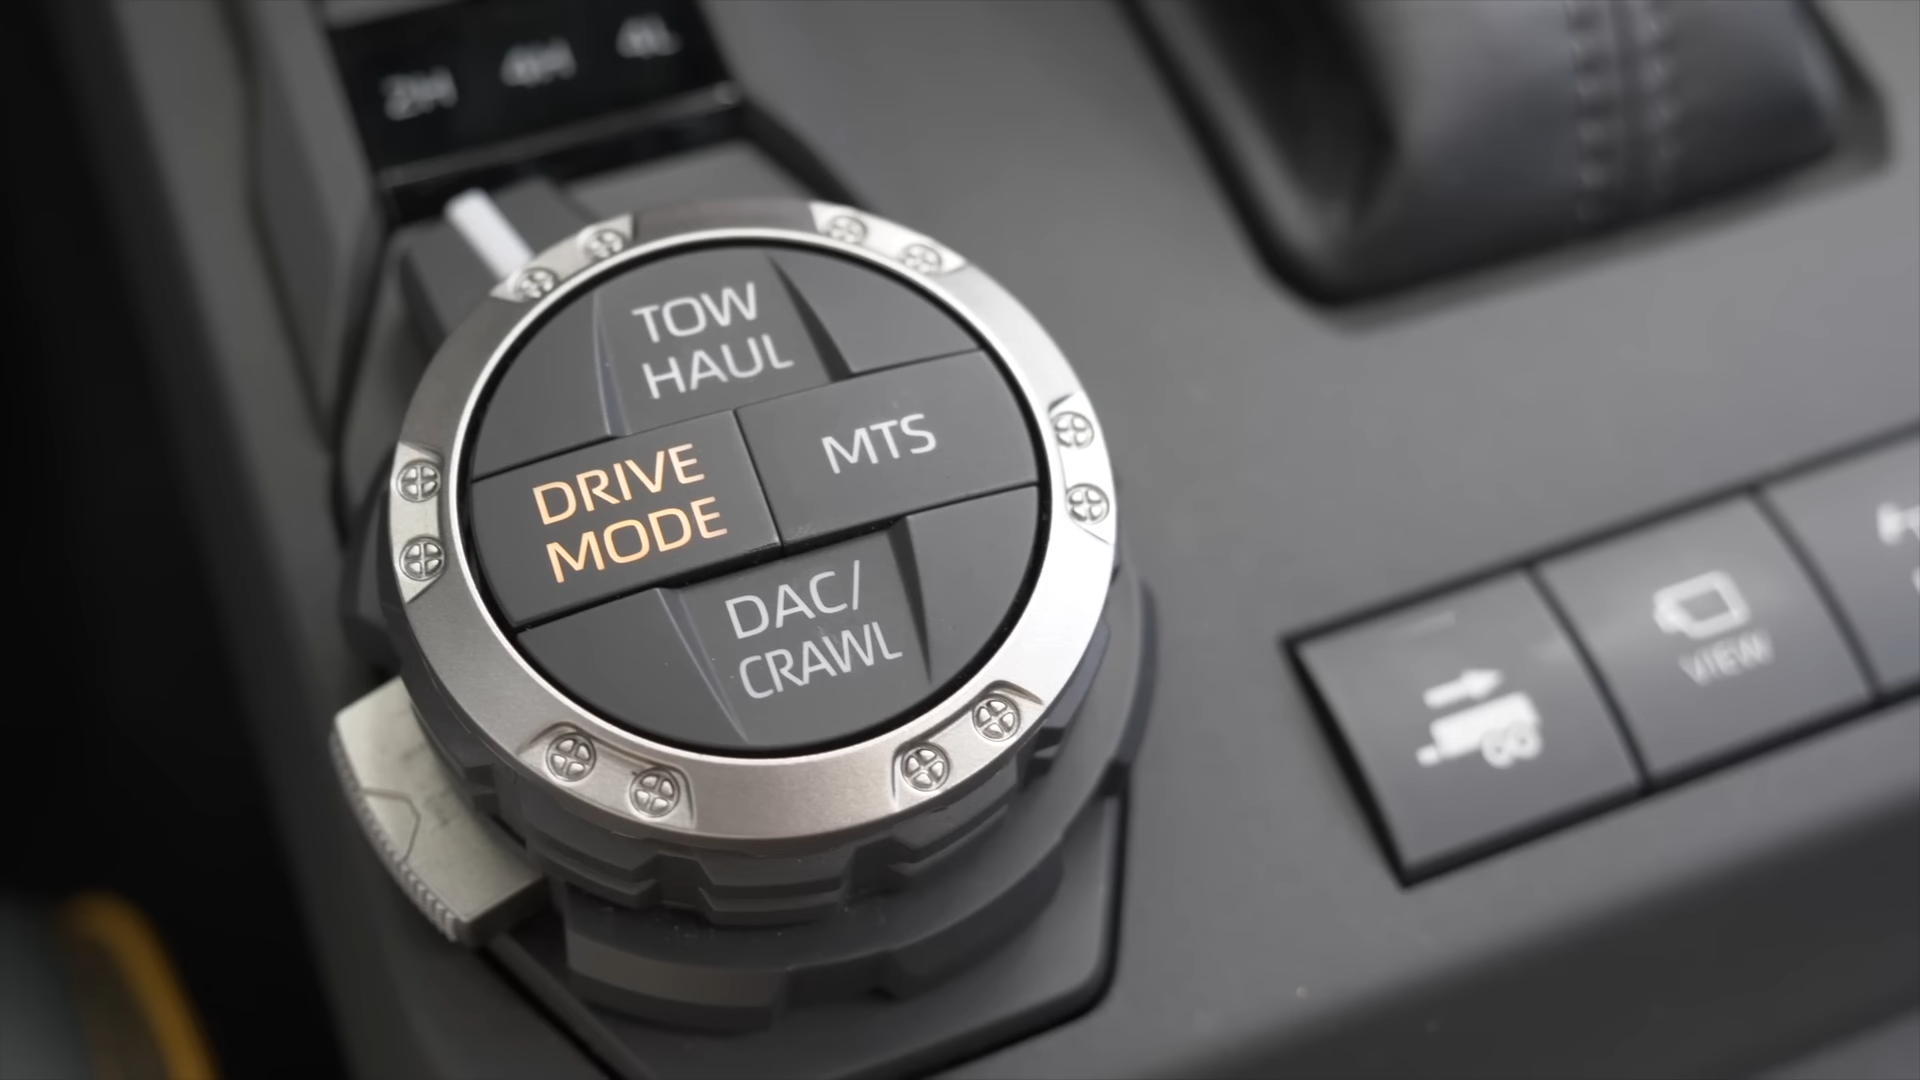 2H 4H 4L
TOW
HAUL
MTS
DRIVE
MODE
DAC/
CRAWL
VIEW